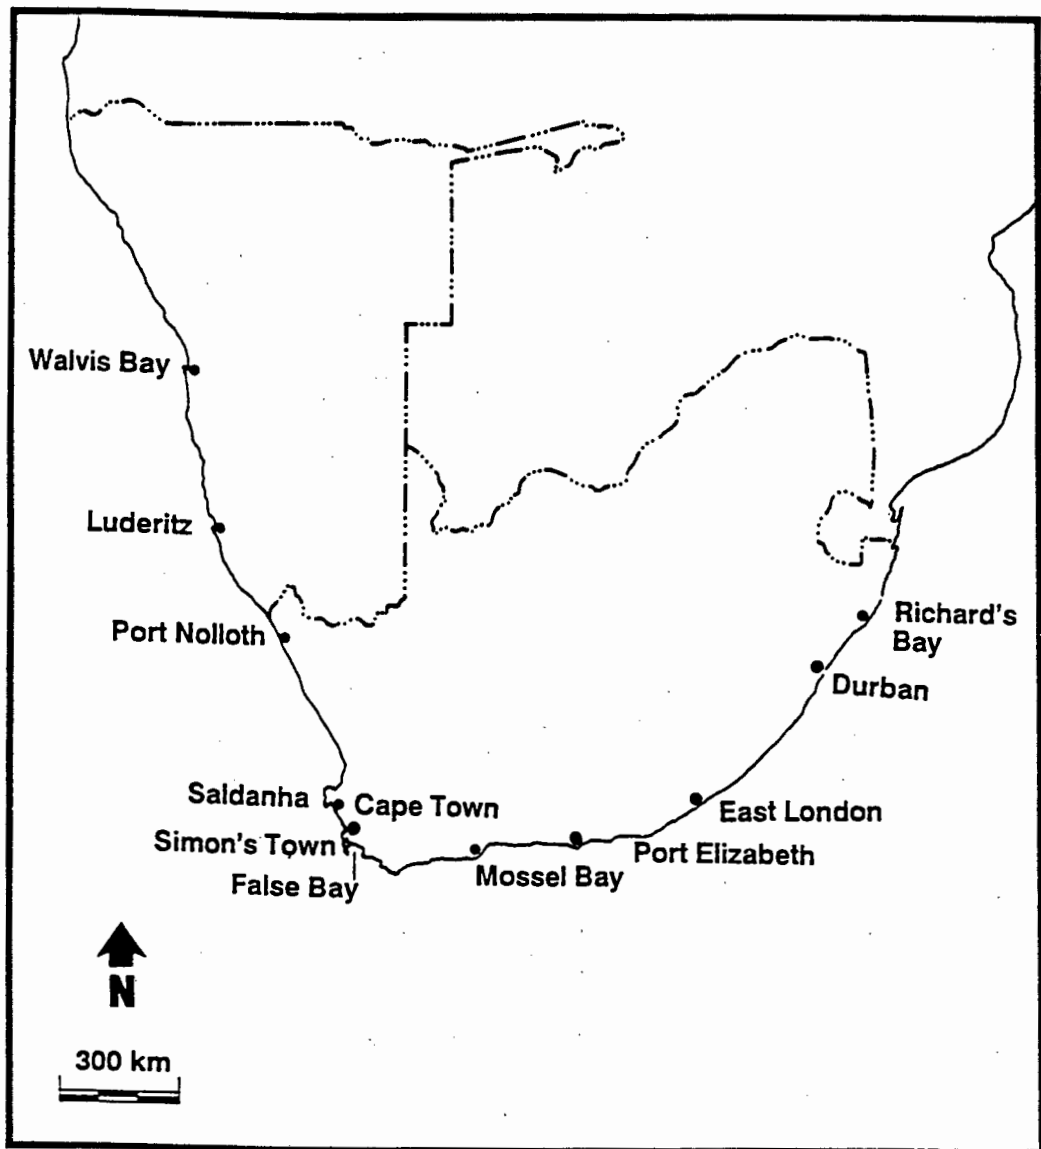 Walvis Bay
Luderitz
Port Nolloth
Richard's
Bay
Durban
Saldanha
Cape Town
East London
Simon's Town
Port Elizabeth
Mossel Bay
False Bay
N
300 km